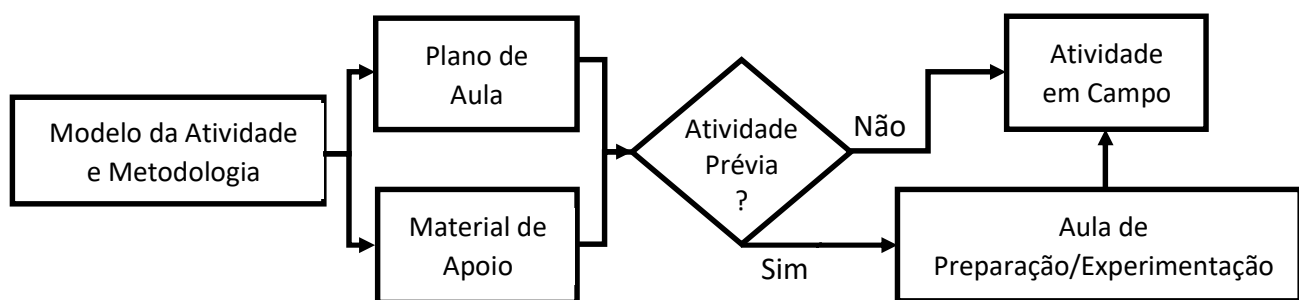 Modelo da Atividade
e Metodologia
Plano de
Aula
Material de
Apoio
Atividade
Prévia
?
Não
Sim
Atividade
em Campo
Aula de
Preparação/Experimentação